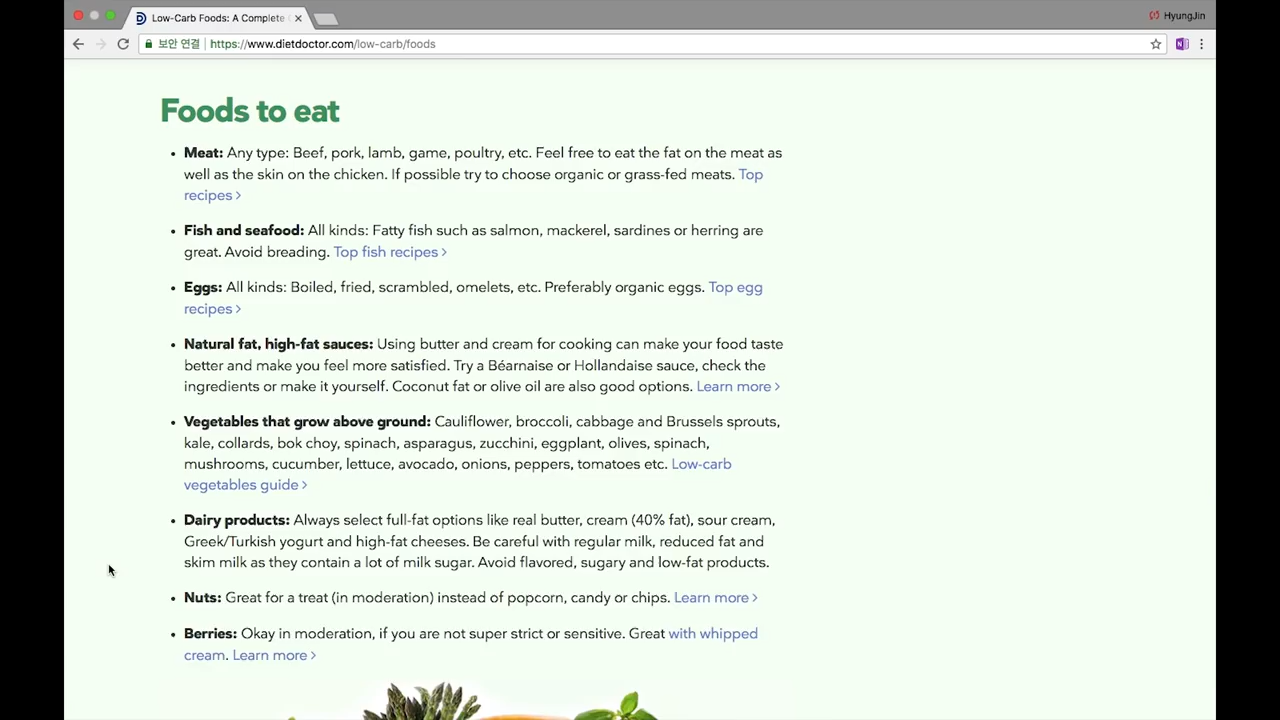 Low-Carb Foods: A Complete
HyungJin
보안 연결 | https://www.dietdoctor.com/low-carb/foods
Foods to eat
• Meat: Any type: Beef, pork, lamb, game, poultry, etc. Feel free to eat the fat on the meat as
well as the skin on the chicken. If possible try to choose organic or grass-fed meats. Top
recipes >
• Fish and seafood: All kinds: Fatty fish such as salmon, mackerel, sardines or herring are
great. Avoid breading. Top fish recipes >
• Eggs: All kinds: Boiled, fried, scrambled, omelets, etc. Preferably organic eggs. Top egg
recipes >
• Natural fat, high-fat sauces: Using butter and cream for cooking can make your food taste
better and make you feel more satisfied. Try a Béarnaise or Hollandaise sauce, check the
ingredients or make it yourself. Coconut fat or olive oil are also good options. Learn more >
• Vegetables that grow above ground: Cauliflower, broccoli, cabbage and Brussels sprouts,
kale, collards, bok choy, spinach, asparagus, zucchini, eggplant, olives, spinach,
mushrooms, cucumber, lettuce, avocado, onions, peppers, tomatoes etc. Low-carb
vegetables guide >
• Dairy products: Always select full-fat options like real butter, cream (40% fat), sour cream,
Greek/Turkish yogurt and high-fat cheeses. Be careful with regular milk, reduced fat and
skim milk as they contain a lot of milk sugar. Avoid flavored, sugary and low-fat products.
• Nuts: Great for a treat (in moderation) instead of popcorn, candy or chips. Learn more >
• Berries: Okay in moderation, if you are not super strict or sensitive. Great with whipped
cream. Learn more >